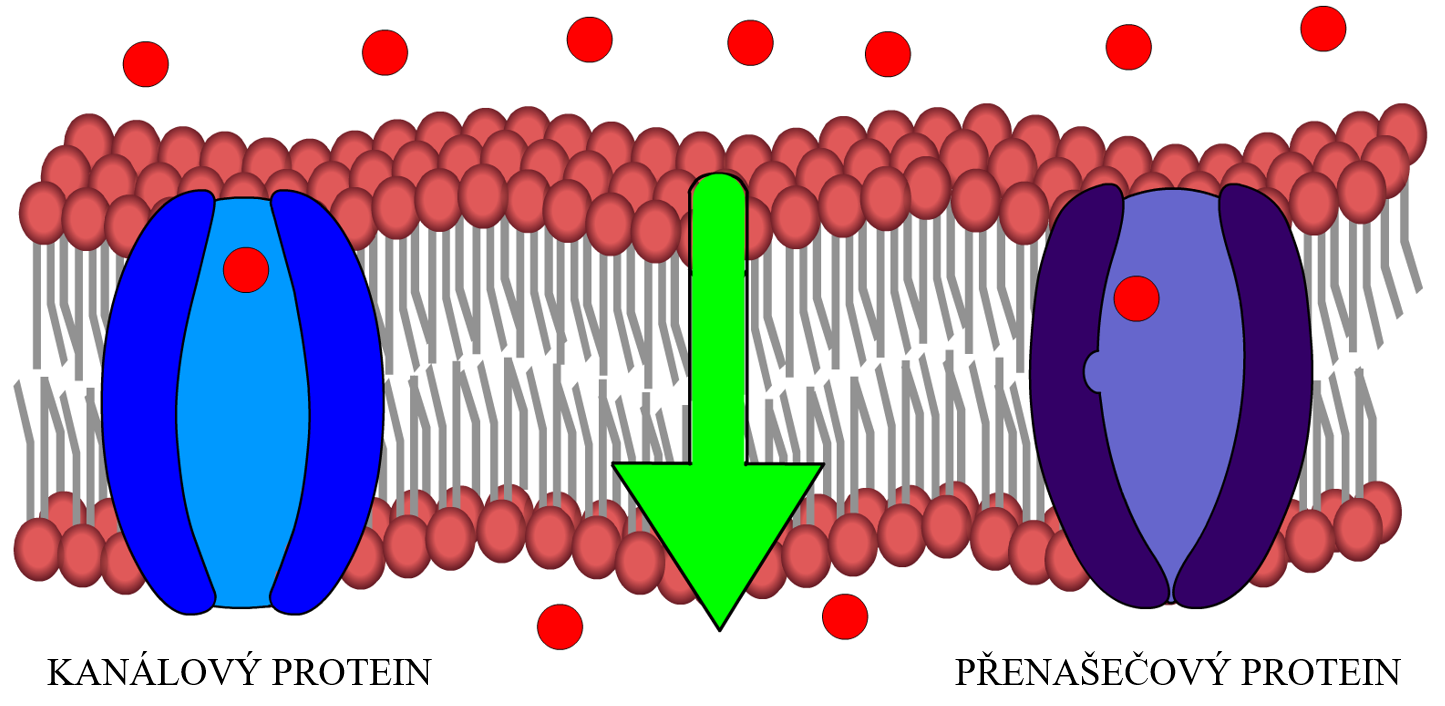 KANÁLOVÝ PROTEIN
PŘENAŠEČOVÝ PROTEIN